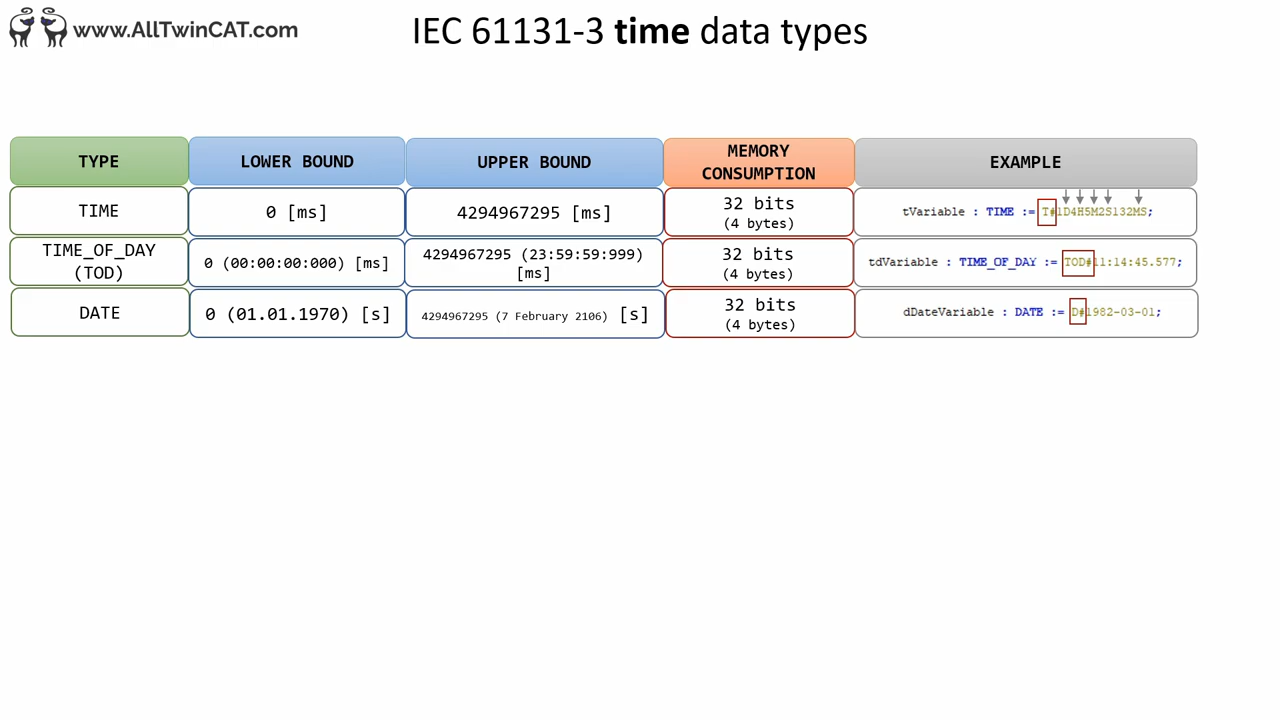 www.AllTwinCAT.com
IEC 61131-3 time data types
TYPE
LOWER BOUND
UPPER BOUND
MEMORY
CONSUMPTION
EXAMPLE
TIME
0 [ms]
4294967295 [ms]
32 bits
(4 bytes)
tVariable : TIME := T#1D4H5M2S132MS;
TIME_OF_DAY
(TOD)
0 (00:00:00:000) [ms]
4294967295 (23:59:59:999)
[ms]
32 bits
(4 bytes)
tdVariable : TIME_OF_DAY := TOD#11:14:45.577;
DATE
0 (01.01.1970) [s]
4294967295 (7 February 2106) [s]
32 bits
(4 bytes)
dDateVariable : DATE := D#1982-03-01;